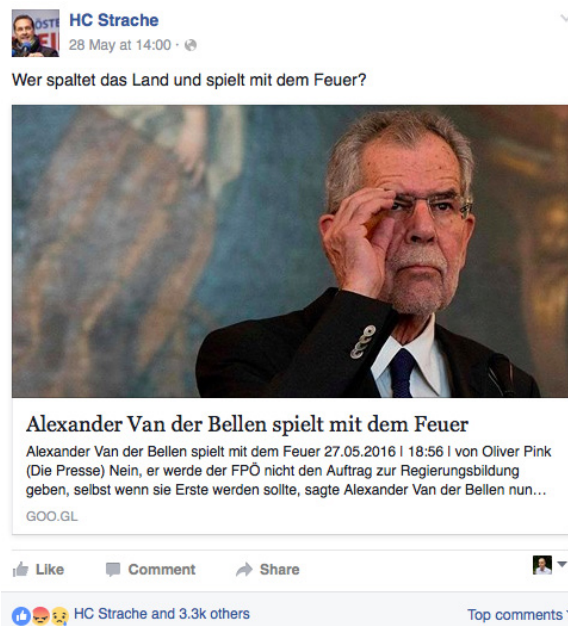 HC Strache
28 May at 14:00 ·
Wer spaltet das Land und spielt mit dem Feuer?
Alexander Van der Bellen spielt mit dem Feuer
Alexander Van der Bellen spielt mit dem Feuer 27.05.2016 | 18:56 | von Oliver Pink
(Die Presse) Nein, er werde der FPÖ nicht den Auftrag zur Regierungsbildung
geben, selbst wenn sie Erste werden sollte, sagte Alexander Van der Bellen nun...
GOO.GL
Like Comment Share
HC Strache and 3.3k others Top comments